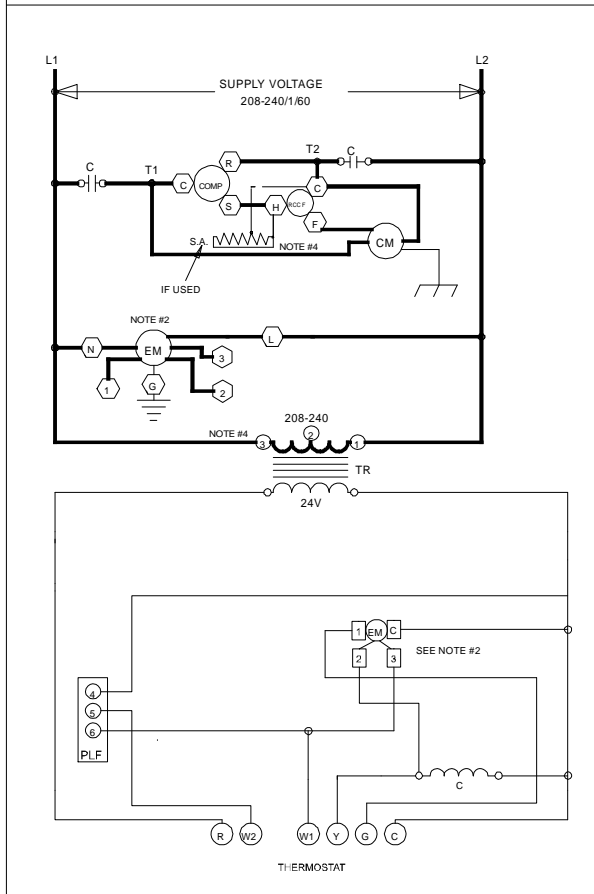 L1 L2
SUPPLY VOLTAGE
208-240/1/60
C T1 C COMP R T2 C
S H RCCF C
F
S.A. NOTE #4 CM
IF USED
NOTE #2
N EM L
3
1 G 2
208-240
NOTE #4 3 2 1
TR
24V
1 EM C
2 3 SEE NOTE #2
4
5
6
PLF
C
R W2 W1 Y G C
THERMOSTAT